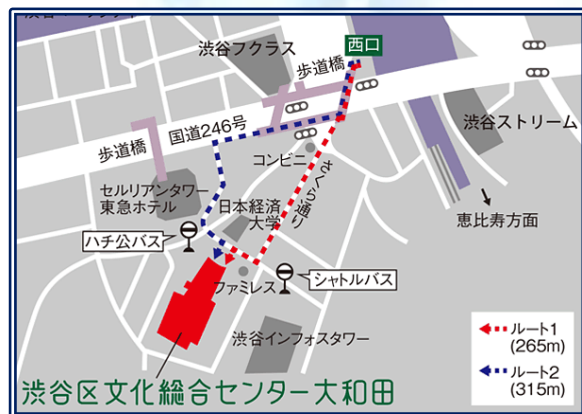 渋谷フクラス
西口
歩道橋
国道246号
歩道橋
渋谷ストリーム
コンビニ
さくら通り
セルリアンタワー
東急ホテル
日本経済
大学
恵比寿方面
ハチ公バス
シャトルバス
ファミレス
渋谷インフォスタワー
ルート1
(265m)
ルート2
(315m)
渋谷区文化総合センター大和田